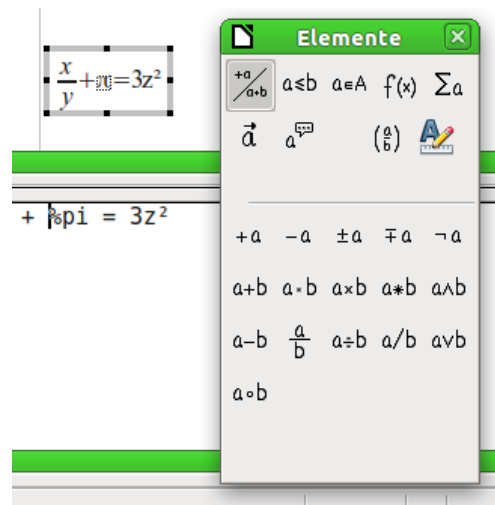 x
y
+π=3z²
+ %pi = 3z²
Elemente
+a/a+b a≤b a∈A f(x) Σa
a⃗ a (a/b) A
+a −a ±a ∓a ¬a
a+b a·b a×b a∗b a∧b
a−b a/b a÷b a/b a∨b
a∘b